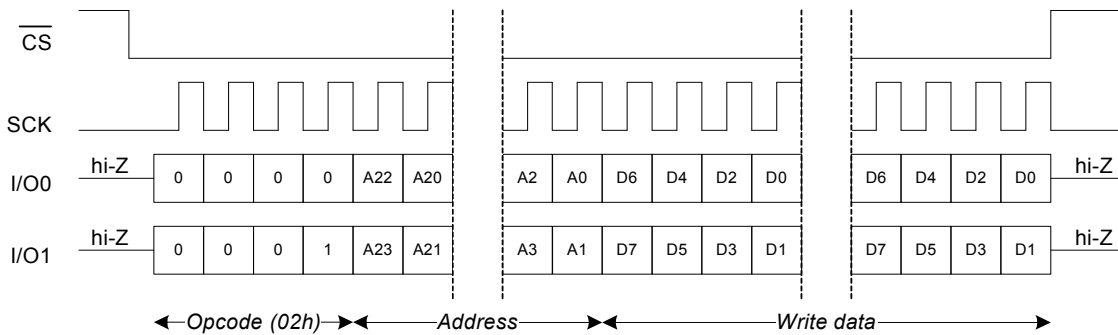 CS
SCK
hi-Z hi-Z
I/O0 0 0 0 0 A22 A20 A2 A0 D6 D4 D2 D0 D6 D4 D2 D0
hi-Z hi-Z
I/O1 0 0 0 1 A23 A21 A3 A1 D7 D5 D3 D1 D7 D5 D3 D1
Opcode (02h) Address Write data